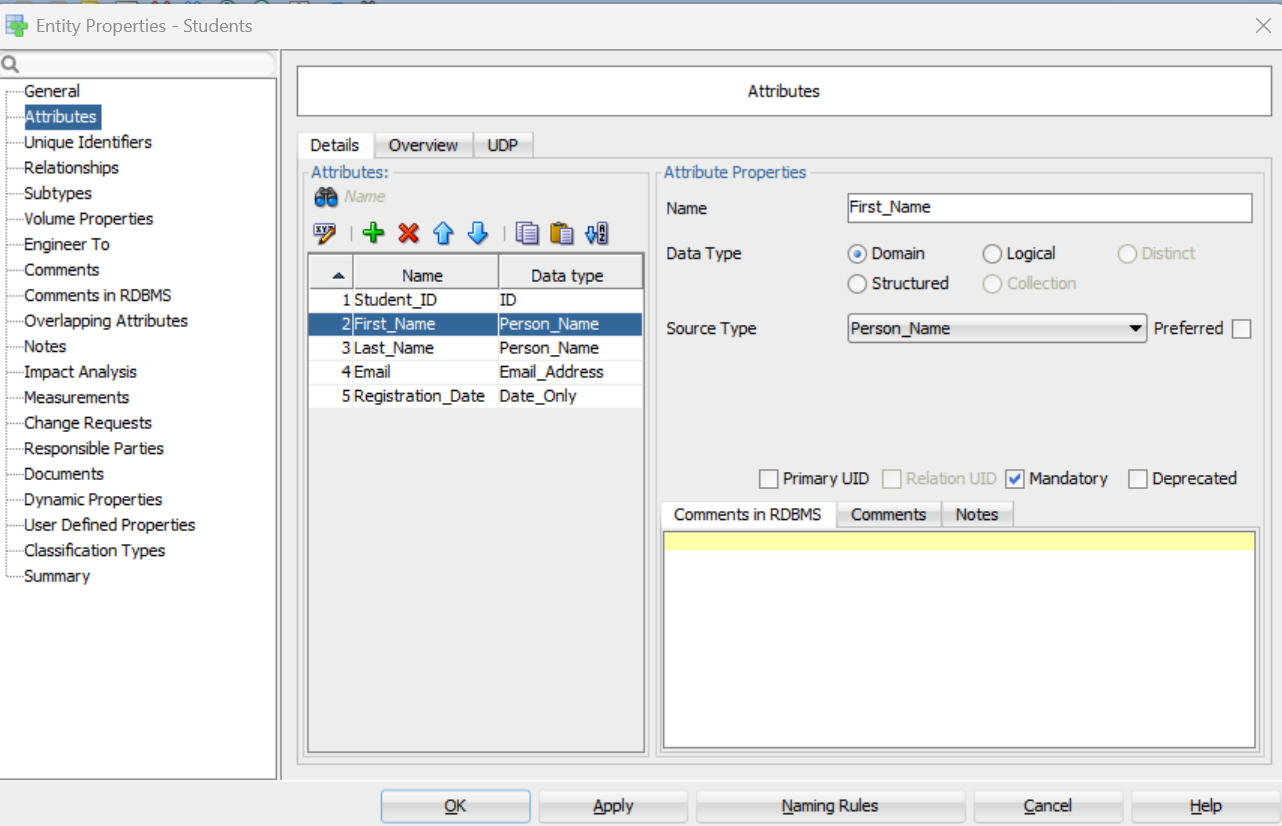 Entity Properties - Students
General
Attributes
Unique Identifiers
Relationships
Subtypes
Volume Properties
Engineer To
Comments
Comments in RDBMS
Overlapping Attributes
Notes
Impact Analysis
Measurements
Change Requests
Responsible Parties
Documents
Dynamic Properties
User Defined Properties
Classification Types
Summary
Attributes
Details Overview UDP
Attributes:
Name
XYZ
A
Z
Name Data type
1 Student_ID ID
2 First_Name Person_Name
3 Last_Name Person_Name
4 Email Email_Address
5 Registration_Date Date_Only
Attribute Properties
Name First_Name
Data Type Domain Logical Distinct
Structured Collection
Source Type Person_Name Preferred
Primary UID Relation UID Mandatory Deprecated
Comments in RDBMS Comments Notes
OK Apply Naming Rules Cancel Help